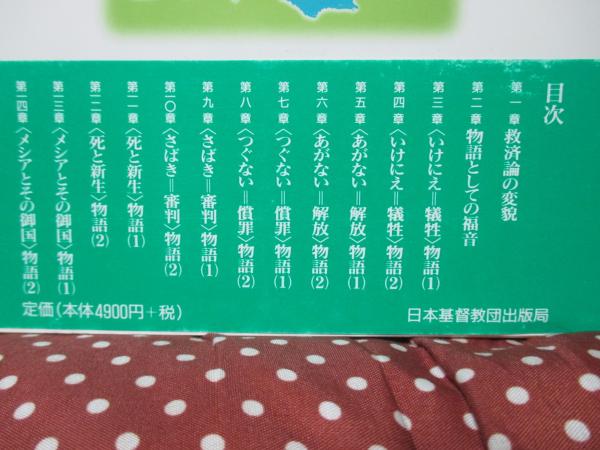 目次
第一章 救済論の変貌
第二章 物語としての福音
第三章 〈いけにえ＝犠牲〉物語(1)
第四章 〈いけにえ＝犠牲〉物語(2)
第五章 〈あがない＝解放〉物語(1)
第六章 〈あがない＝解放〉物語(2)
第七章 〈つぐない＝償罪〉物語(1)
第八章 〈つぐない＝償罪〉物語(2)
第九章 〈さばき＝審判〉物語(1)
第一〇章 〈さばき＝審判〉物語(2)
第一一章 〈死と新生〉物語(1)
第一二章 〈死と新生〉物語(2)
第一三章 〈メシアとその御国〉物語(1)
第一四章 〈メシアとその御国〉物語(2)
定価(本体4900円＋税)
日本基督教団出版局